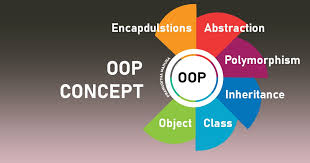 OOP
CONCEPT
Encapdulstions
Abstraction
Polymorphism
Inheritance
Class
Object
OOP